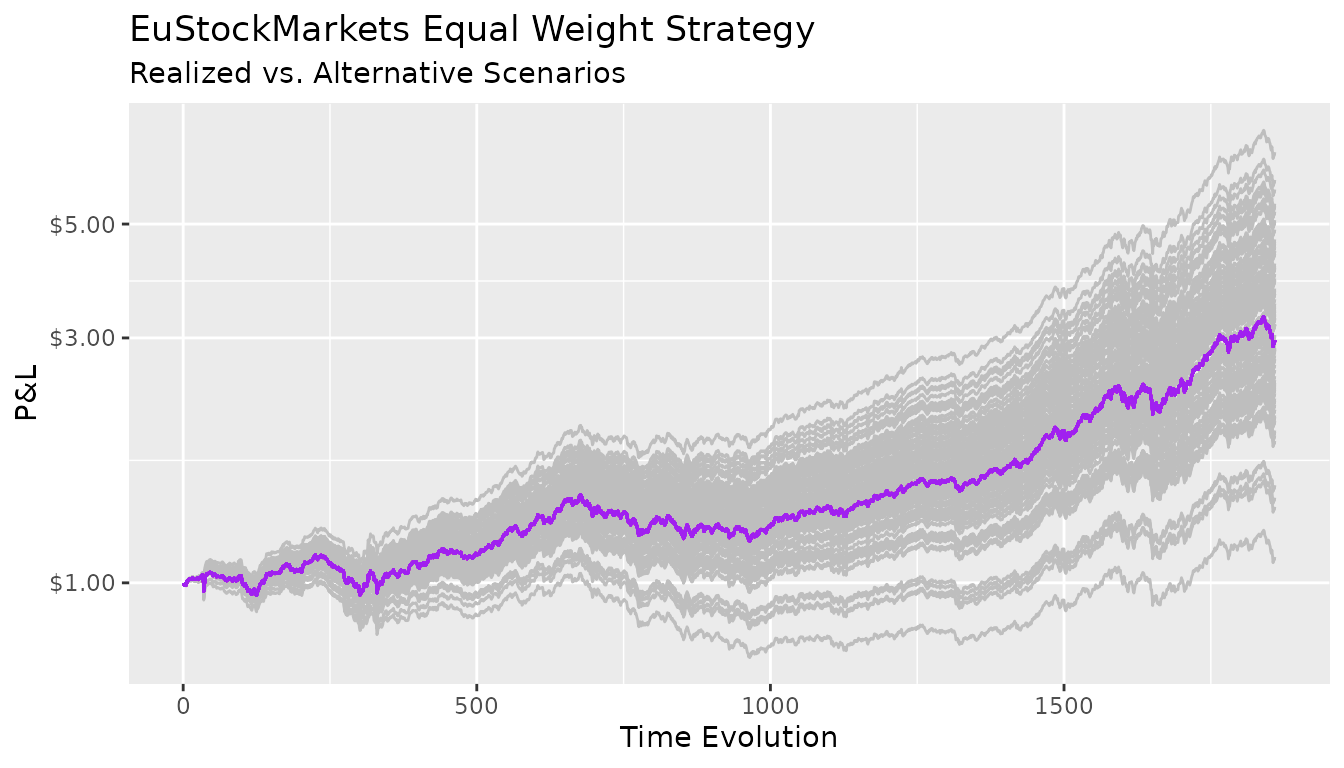 EuStockMarkets Equal Weight Strategy
Realized vs. Alternative Scenarios
P&L
$5.00
$3.00
$1.00
0 500 1000 1500
Time Evolution